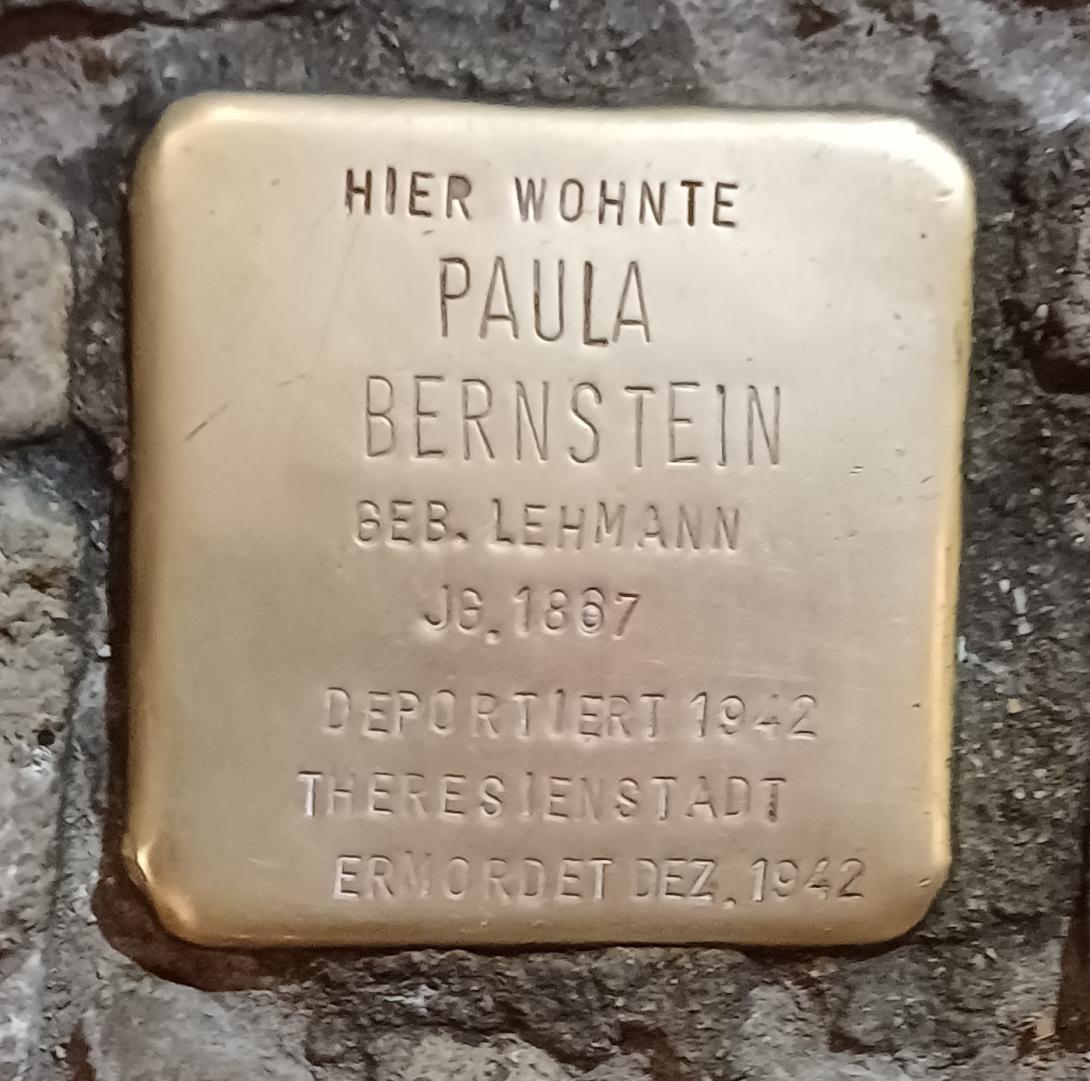 HIER WOHNTE
PAULA
BERNSTEIN
GEB. LEHMANN
JG. 1867
DEPORTIERT 1942
THERESIENSTADT
ERMORDET DEZ. 1942